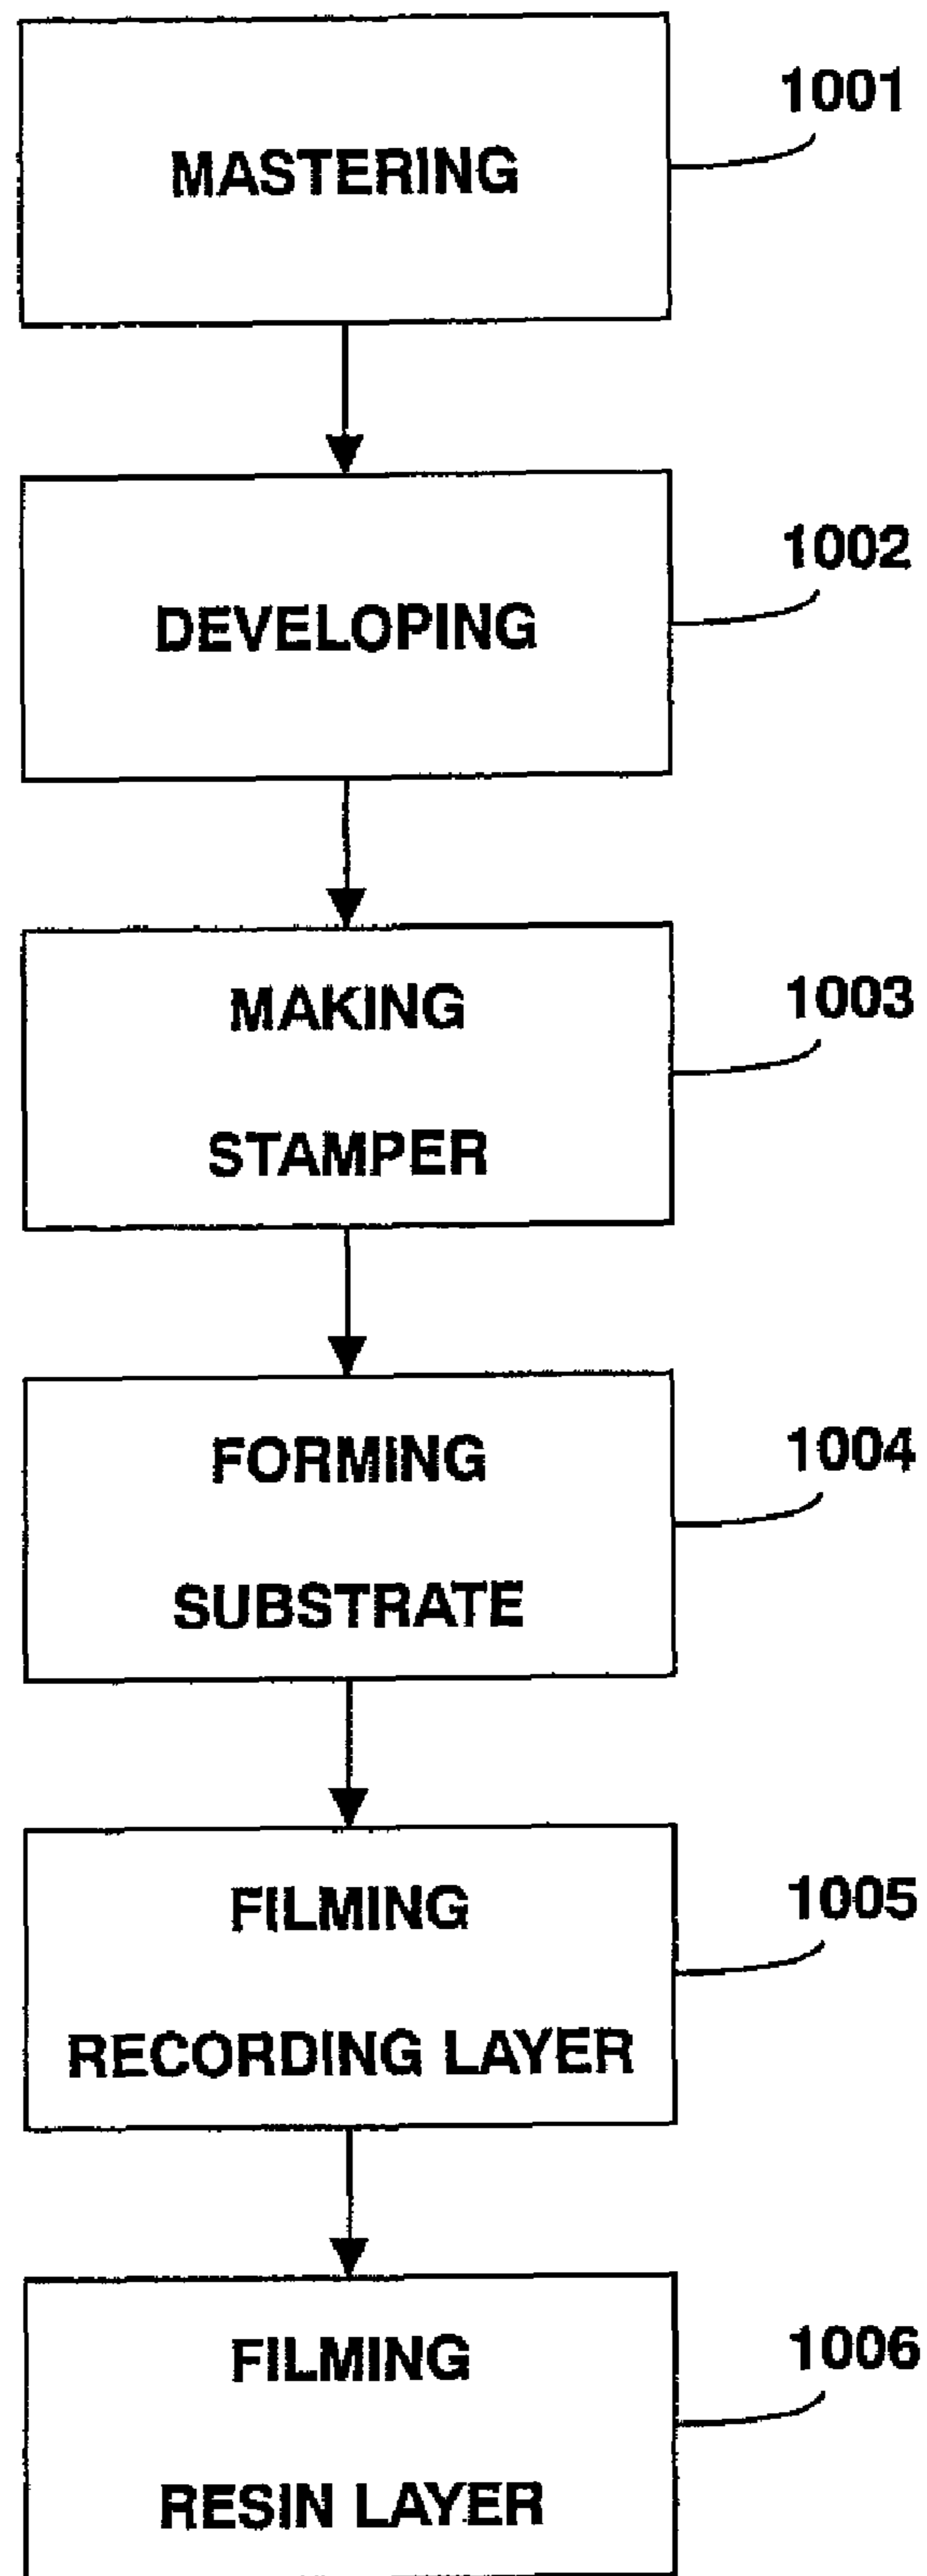 1001
MASTERING
1002
DEVELOPING
1003
MAKING
STAMPER
1004
FORMING
SUBSTRATE
1005
FILMING
RECORDING LAYER
1006
FILMING
RESIN LAYER